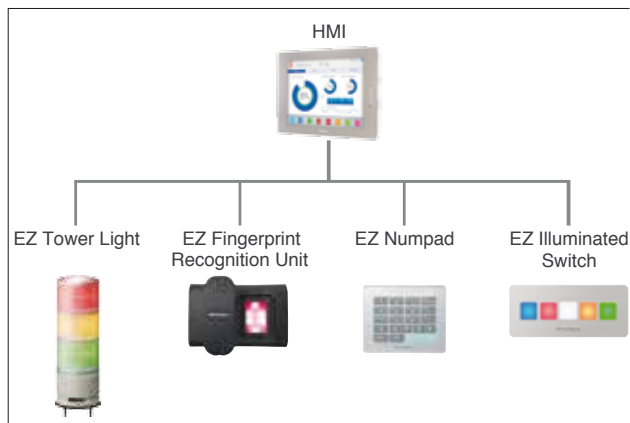 HMI
EZ Tower Light
EZ Fingerprint
Recognition Unit
EZ Numpad
EZ Illuminated
Switch